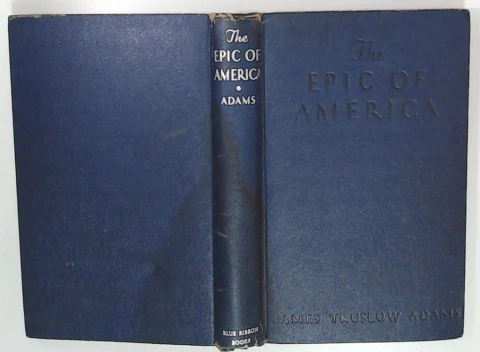 The
EPIC OF
AMERICA
ADAMS
BLUE RIBBON
BOOKS
The
EPIC OF
AMERICA
JAMES TRUSLOW ADAMS